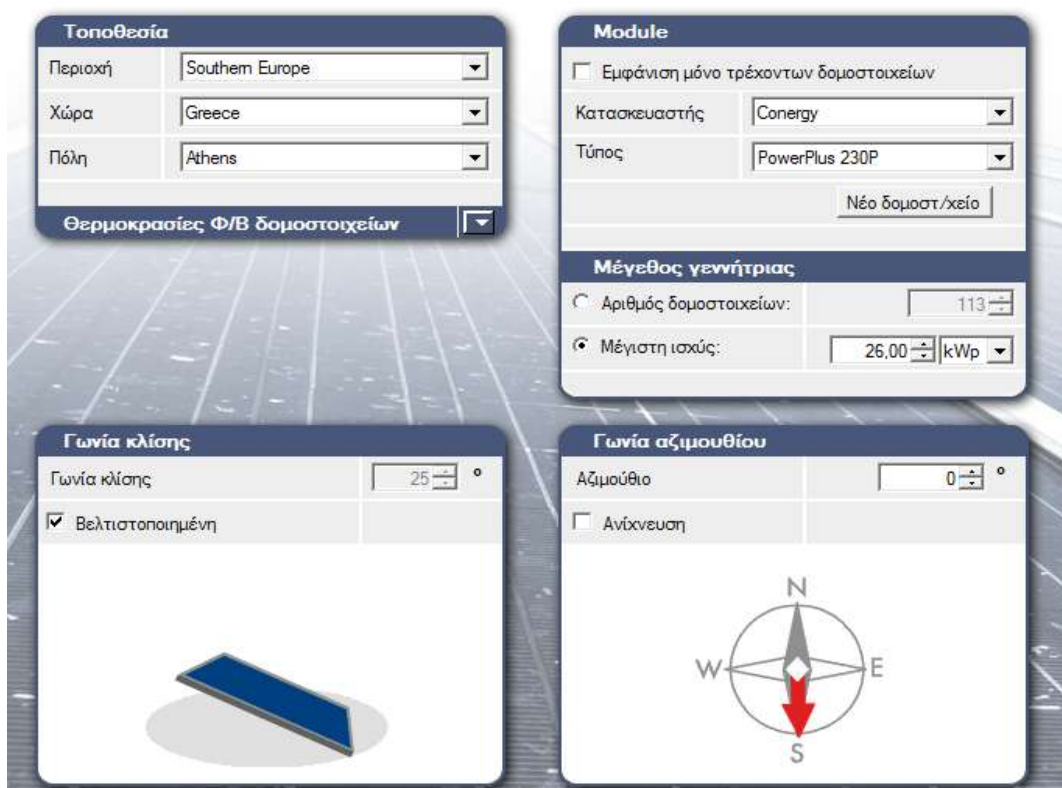 Τοποθεσία
Περιοχή Southern Europe
Χώρα Greece
Πόλη Athens
Θερμοκρασίες Φ/Β δομοστοιχείων
Module
Εμφάνιση μόνο τρέχοντων δομοστοιχείων
Κατασκευαστής Conergy
Τύπος PowerPlus 230P
Νέο δομοστ/χείο
Μέγεθος γεννήτριας
Αριθμός δομοστοιχείων: 113
Μέγιστη ισχύς: 26,00 kWp
Γωνία κλίσης
Γωνία κλίσης 25 °
Βελτιστοποιημένη
Γωνία αζιμουθίου
Αζιμούθιο 0 °
Ανίχνευση
N
W E
S